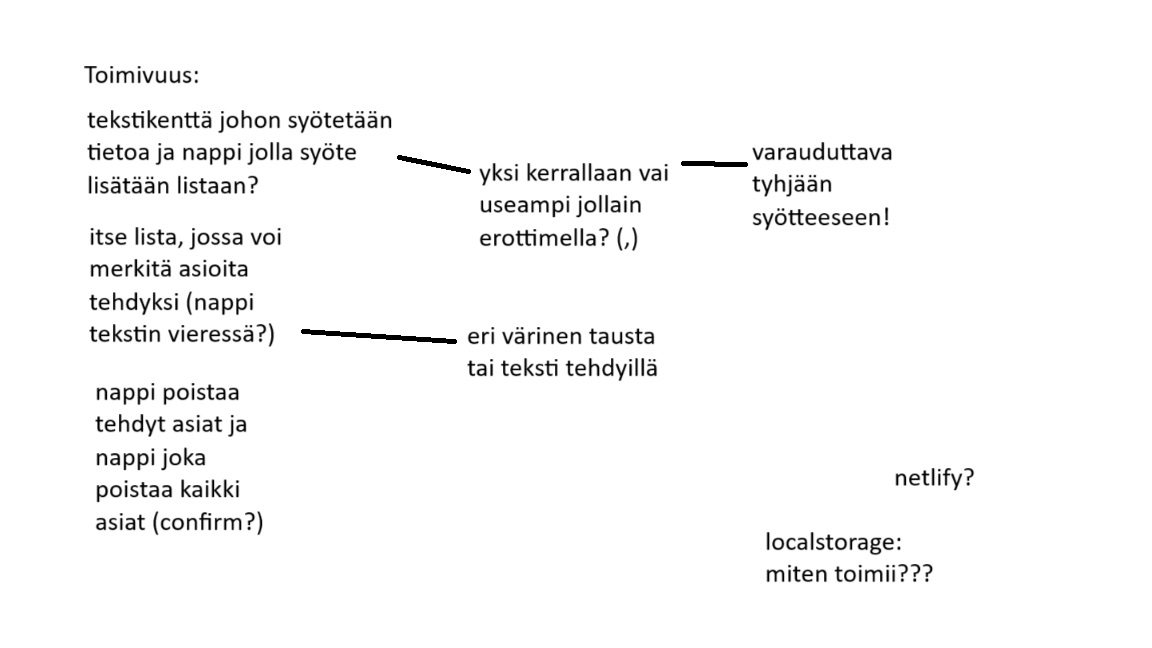 Toimivuus:
tekstikenttä johon syötetään
tietoa ja nappi jolla syöte
lisätään listaan?
yksi kerrallaan vai
useampi jollain
erottimella? (,)
varauduttava
tyhjään
syötteeseen!
itse lista, jossa voi
merkitä asioita
tehdyksi (nappi
tekstin vieressä?)
eri värinen tausta
tai teksti tehdyillä
nappi poistaa
tehdyt asiat ja
nappi joka
poistaa kaikki
asiat (confirm?)
netlify?
localstorage:
miten toimii???